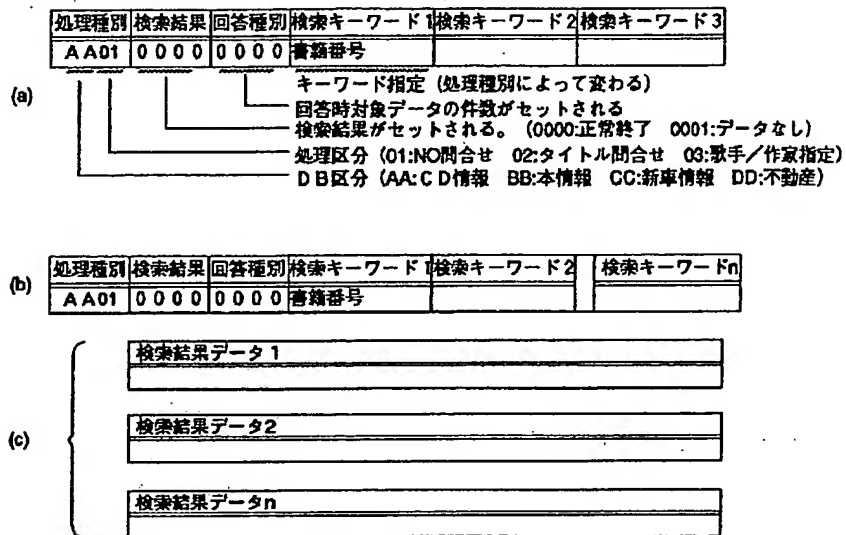 処理種別 検索結果 回答種別 検索キーワード1 検索キーワード2 検索キーワード3
AA01 0000 0000 書籍番号
(a)
キーワード指定 (処理種別によって変わる)
回答時対象データの件数がセットされる
検索結果がセットされる。 (0000:正常終了 0001:データなし)
処理区分 (01:NO問合せ 02:タイトル問合せ 03:歌手/作家指定)
DB区分 (AA:CD情報 BB:本情報 CC:新車情報 DD:不動産)
(b)
処理種別 検索結果 回答種別 検索キーワード1 検索キーワード2 検索キーワードn
AA01 0000 0000 書籍番号
(c)
検索結果データ1
検索結果データ2
検索結果データn